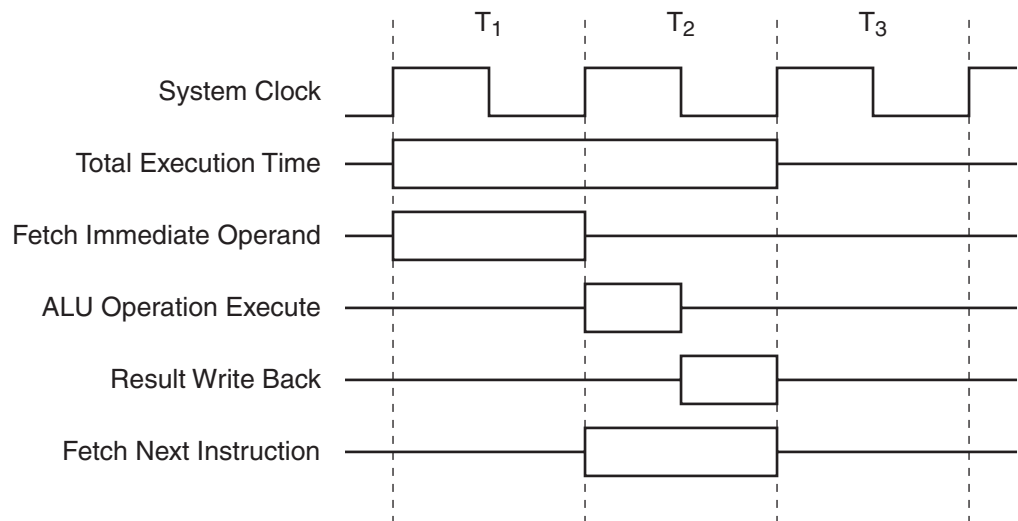 T1 T2 T3
System Clock
Total Execution Time
Fetch Immediate Operand
ALU Operation Execute
Result Write Back
Fetch Next Instruction